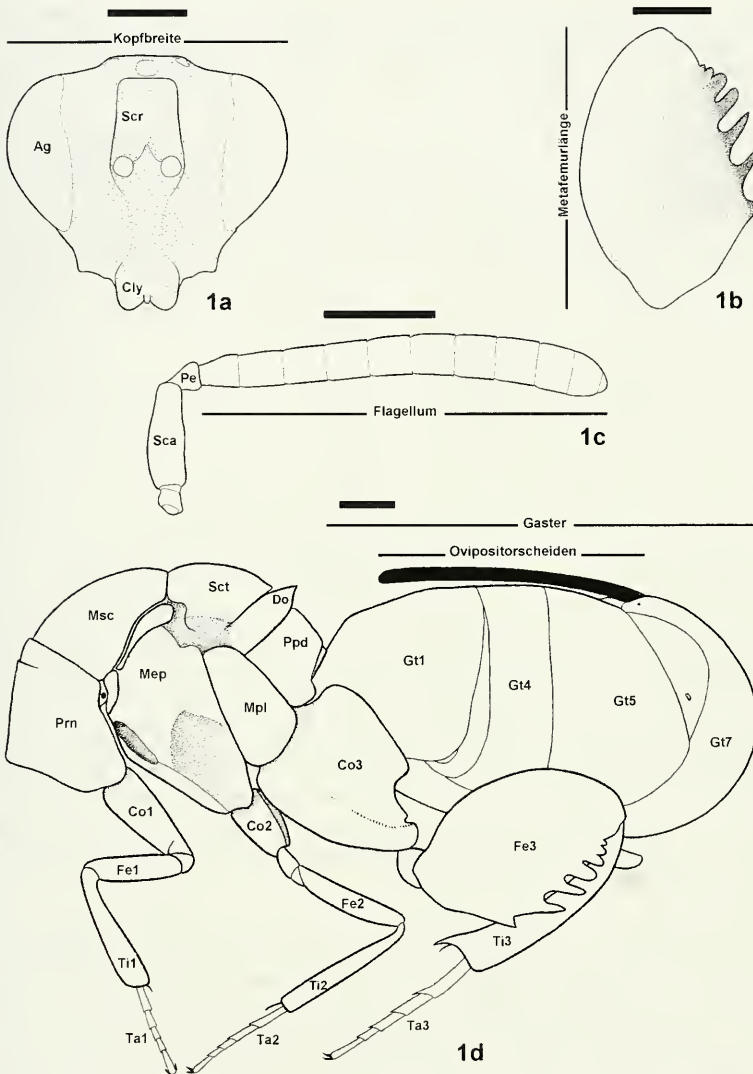 Kopfbreite
Scr
Ag
Cly
1a
Metafemurlänge
1b
Pe
Flagellum
Sca
1c
Gaster
Ovipositorscheiden
Sct
Do
Msc
Ppd
Gt1
Mep
Gt4
Mpl
Gt5
Prn
Gt7
Co3
Co1
Co2
Fe3
Fe1
Fe2
Ti3
Ti1
Ti2
Ta1
Ta2
Ta3
1d